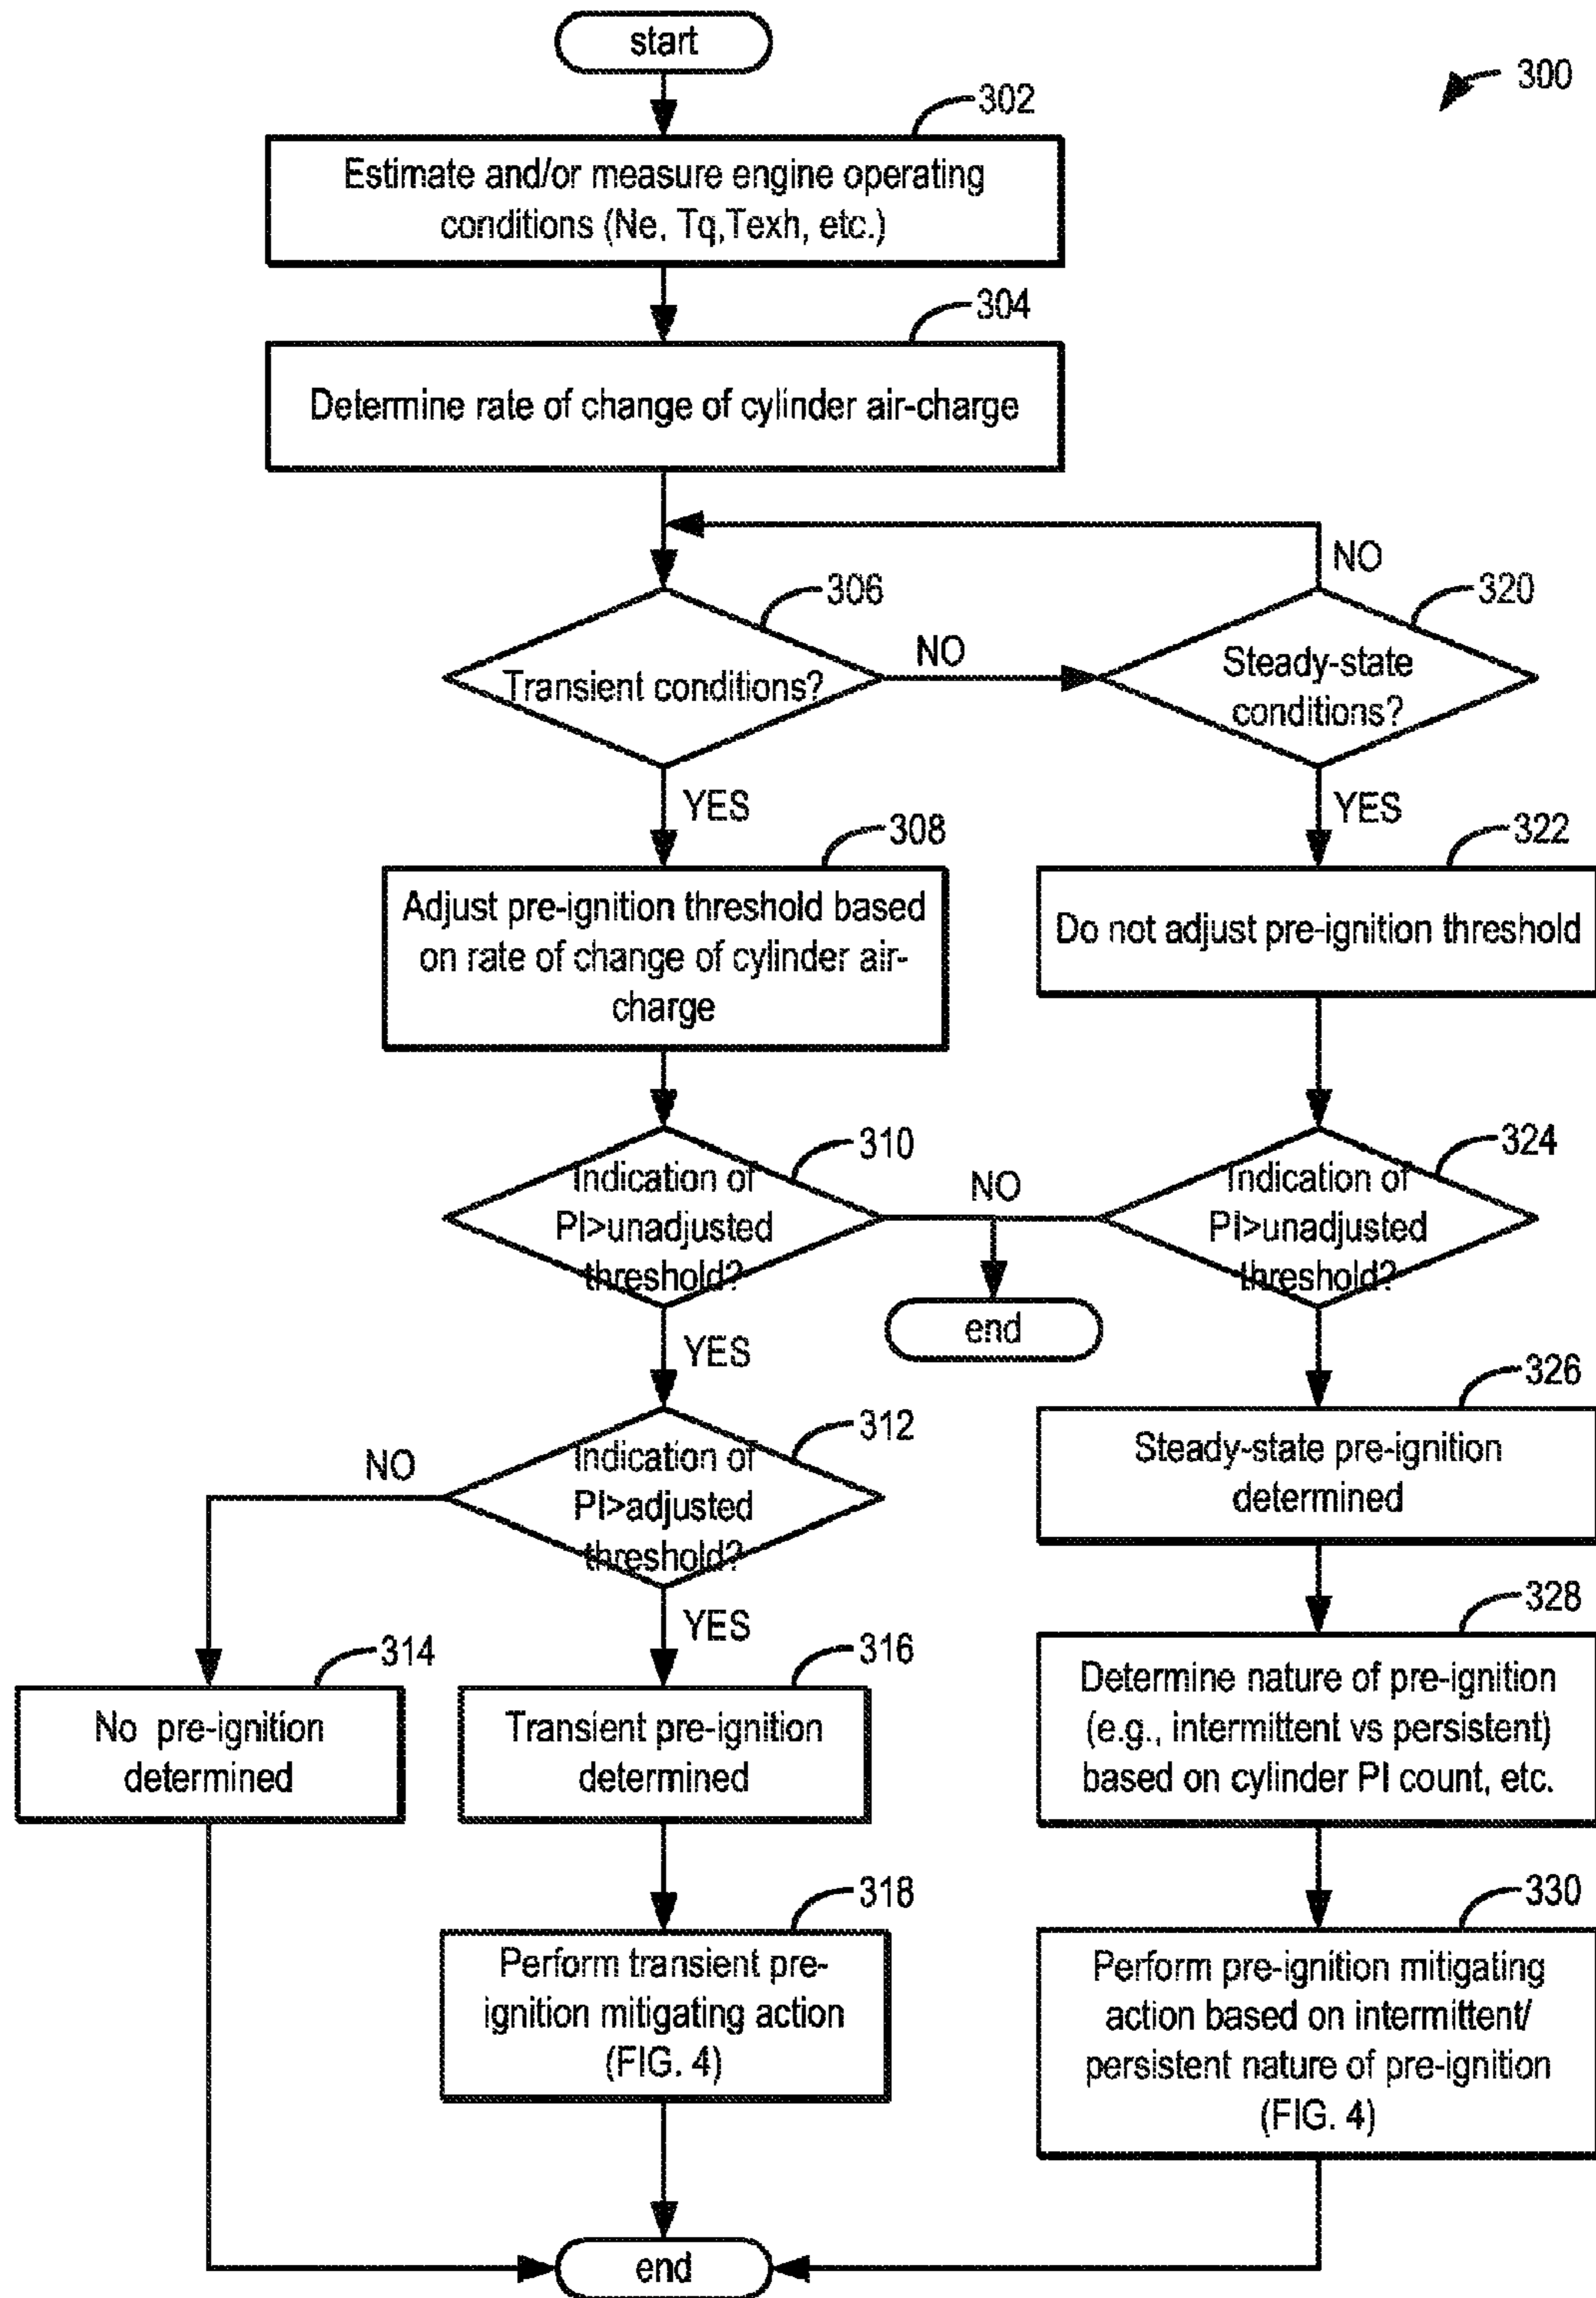 start
300
302
Estimate and/or measure engine operating
conditions (Ne, Tq,Texh, etc.)
304
Determine rate of change of cylinder air-charge
306
Transient conditions?
NO
320
Steady-state
conditions?
NO
YES
YES
308
Adjust pre-ignition threshold based
on rate of change of cylinder air-
charge
322
Do not adjust pre-ignition threshold
310
Indication of
PI>unadjusted
threshold?
NO
end
324
Indication of
PI>unadjusted
threshold?
YES
312
Indication of
PI>adjusted
threshold?
NO
YES
326
Steady-state pre-ignition
determined
314
No pre-ignition
determined
316
Transient pre-ignition
determined
328
Determine nature of pre-ignition
(e.g., intermittent vs persistent)
based on cylinder PI count, etc.
318
Perform transient pre-
ignition mitigating action
(FIG. 4)
330
Perform pre-ignition mitigating
action based on intermittent/
persistent nature of pre-ignition
(FIG. 4)
end